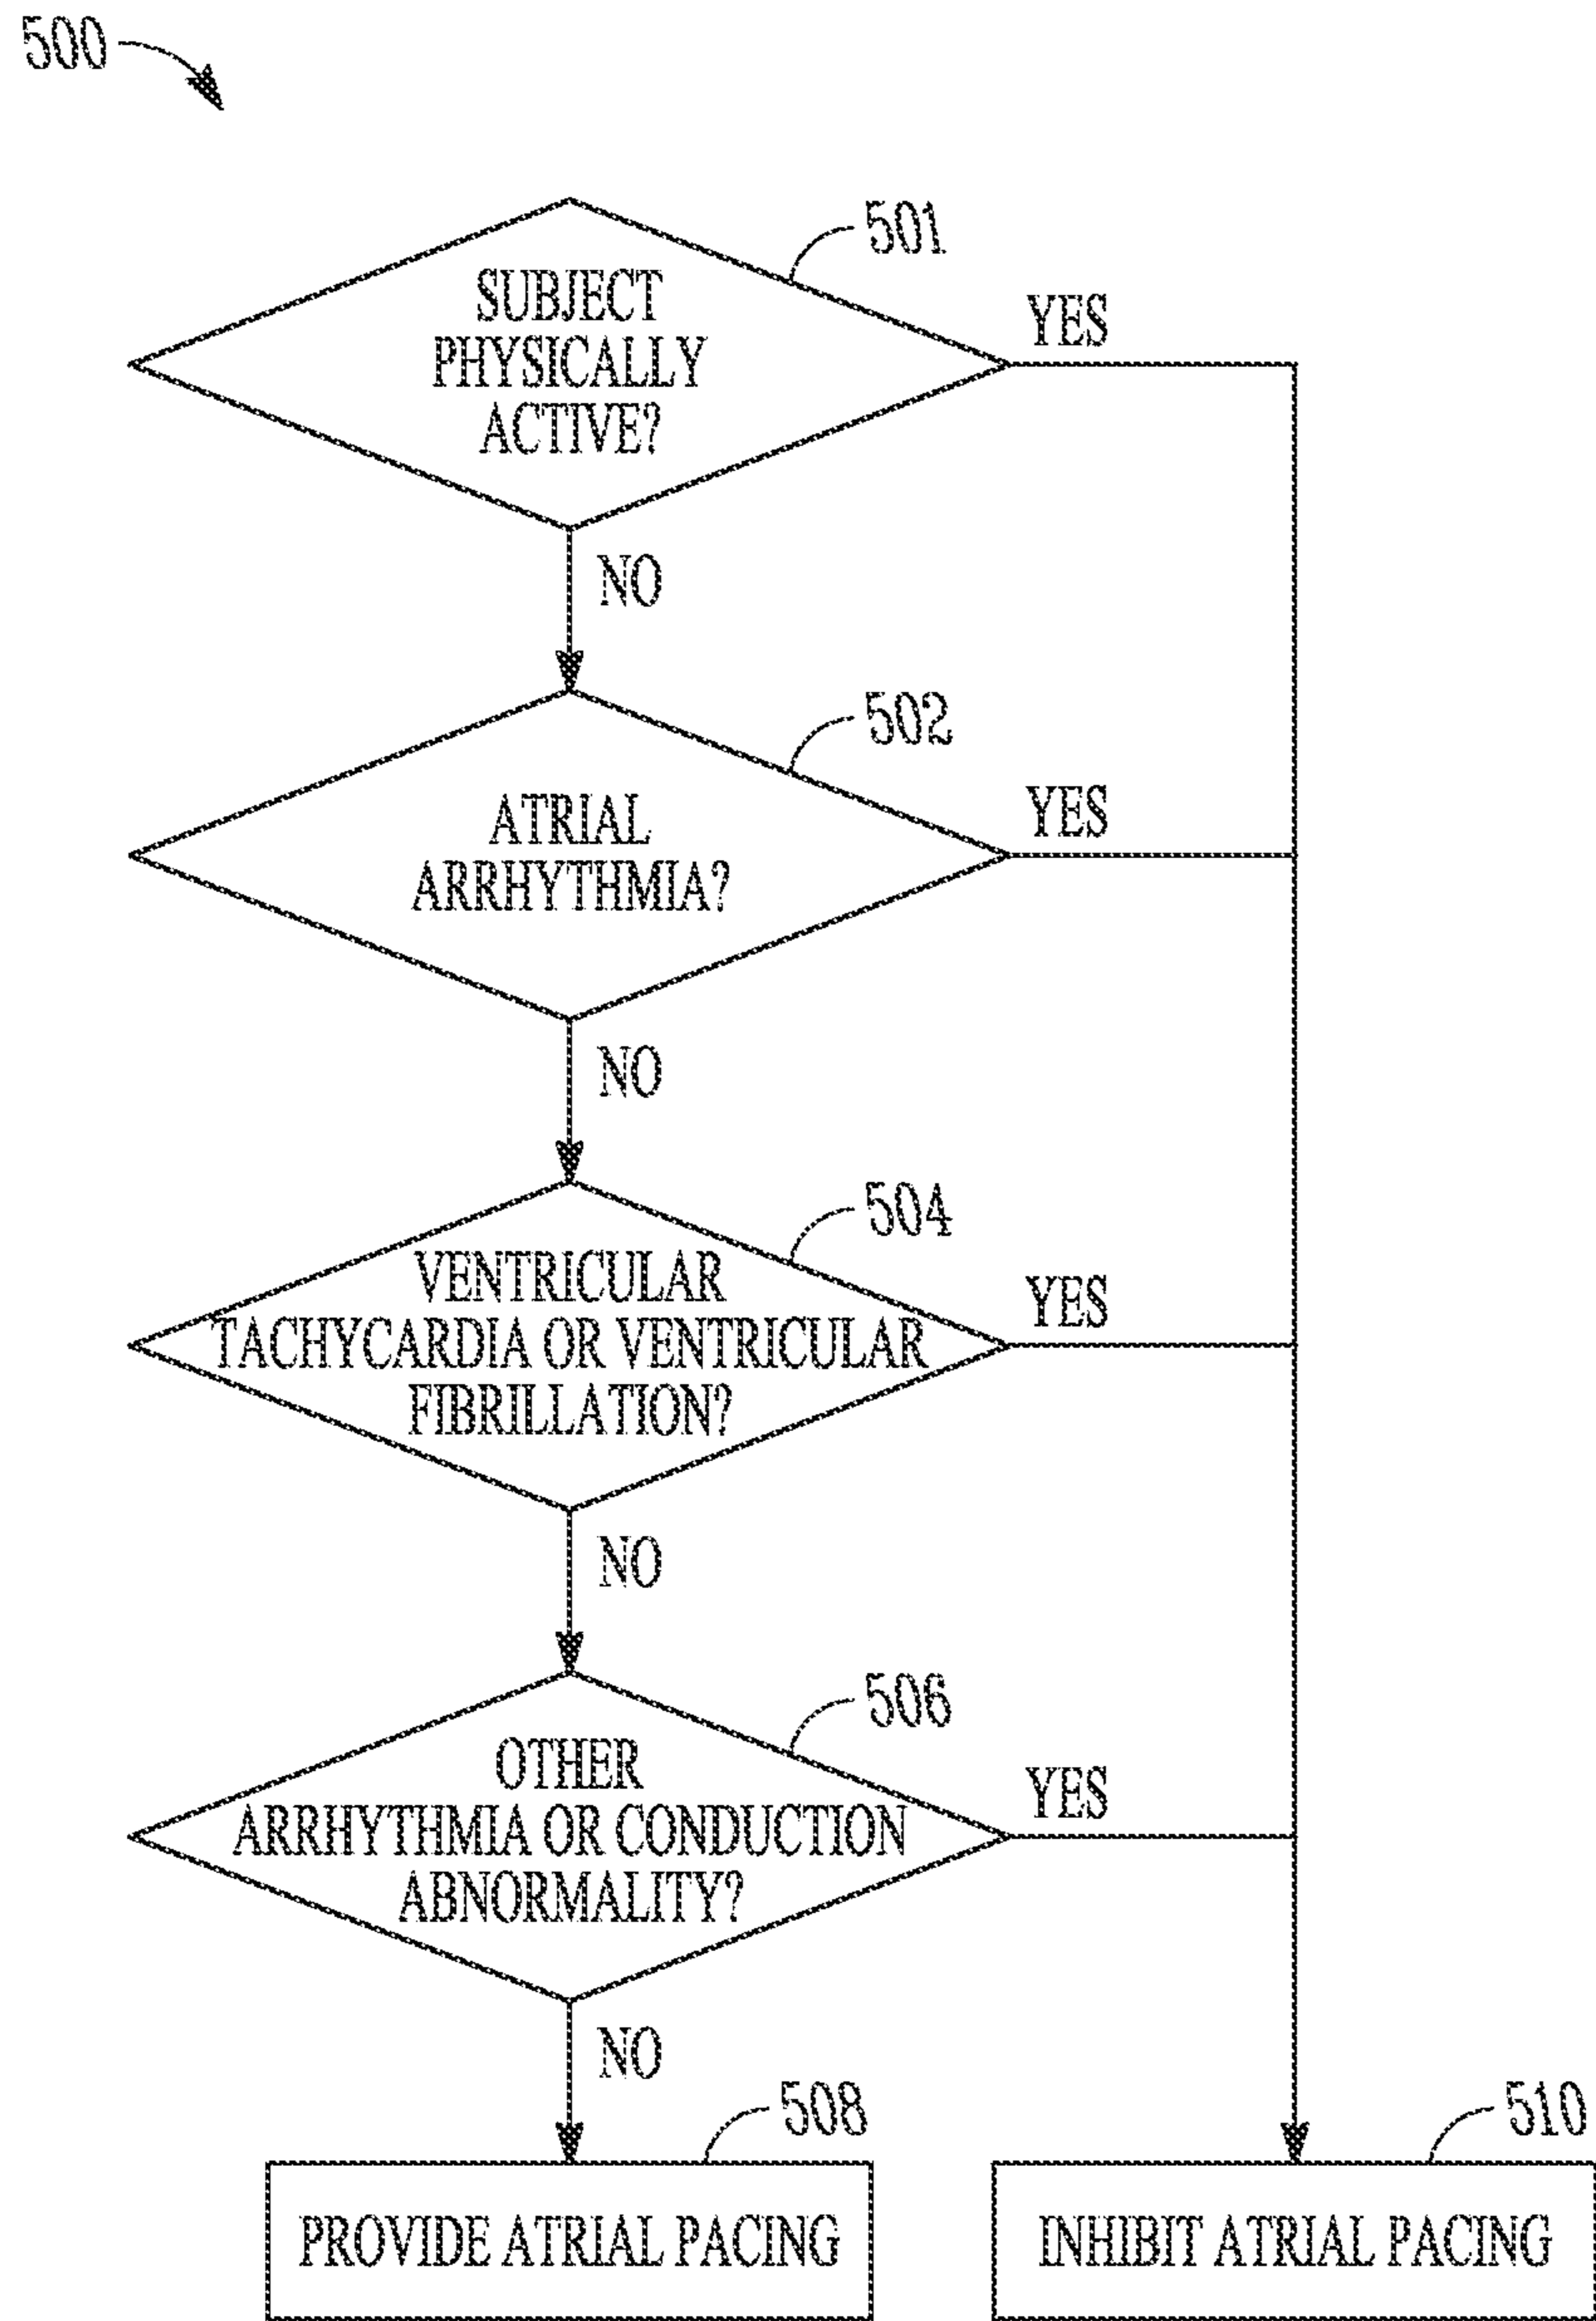 500
501
SUBJECT
PHYSICALLY
ACTIVE?
YES
NO
502
ATRIAL
ARRHYTHMIA?
YES
NO
504
VENTRICULAR
TACHYCARDIA OR VENTRICULAR
FIBRILLATION?
YES
NO
506
OTHER
ARRHYTHMIA OR CONDUCTION
ABNORMALITY?
YES
NO
508
510
PROVIDE ATRIAL PACING
INHIBIT ATRIAL PACING